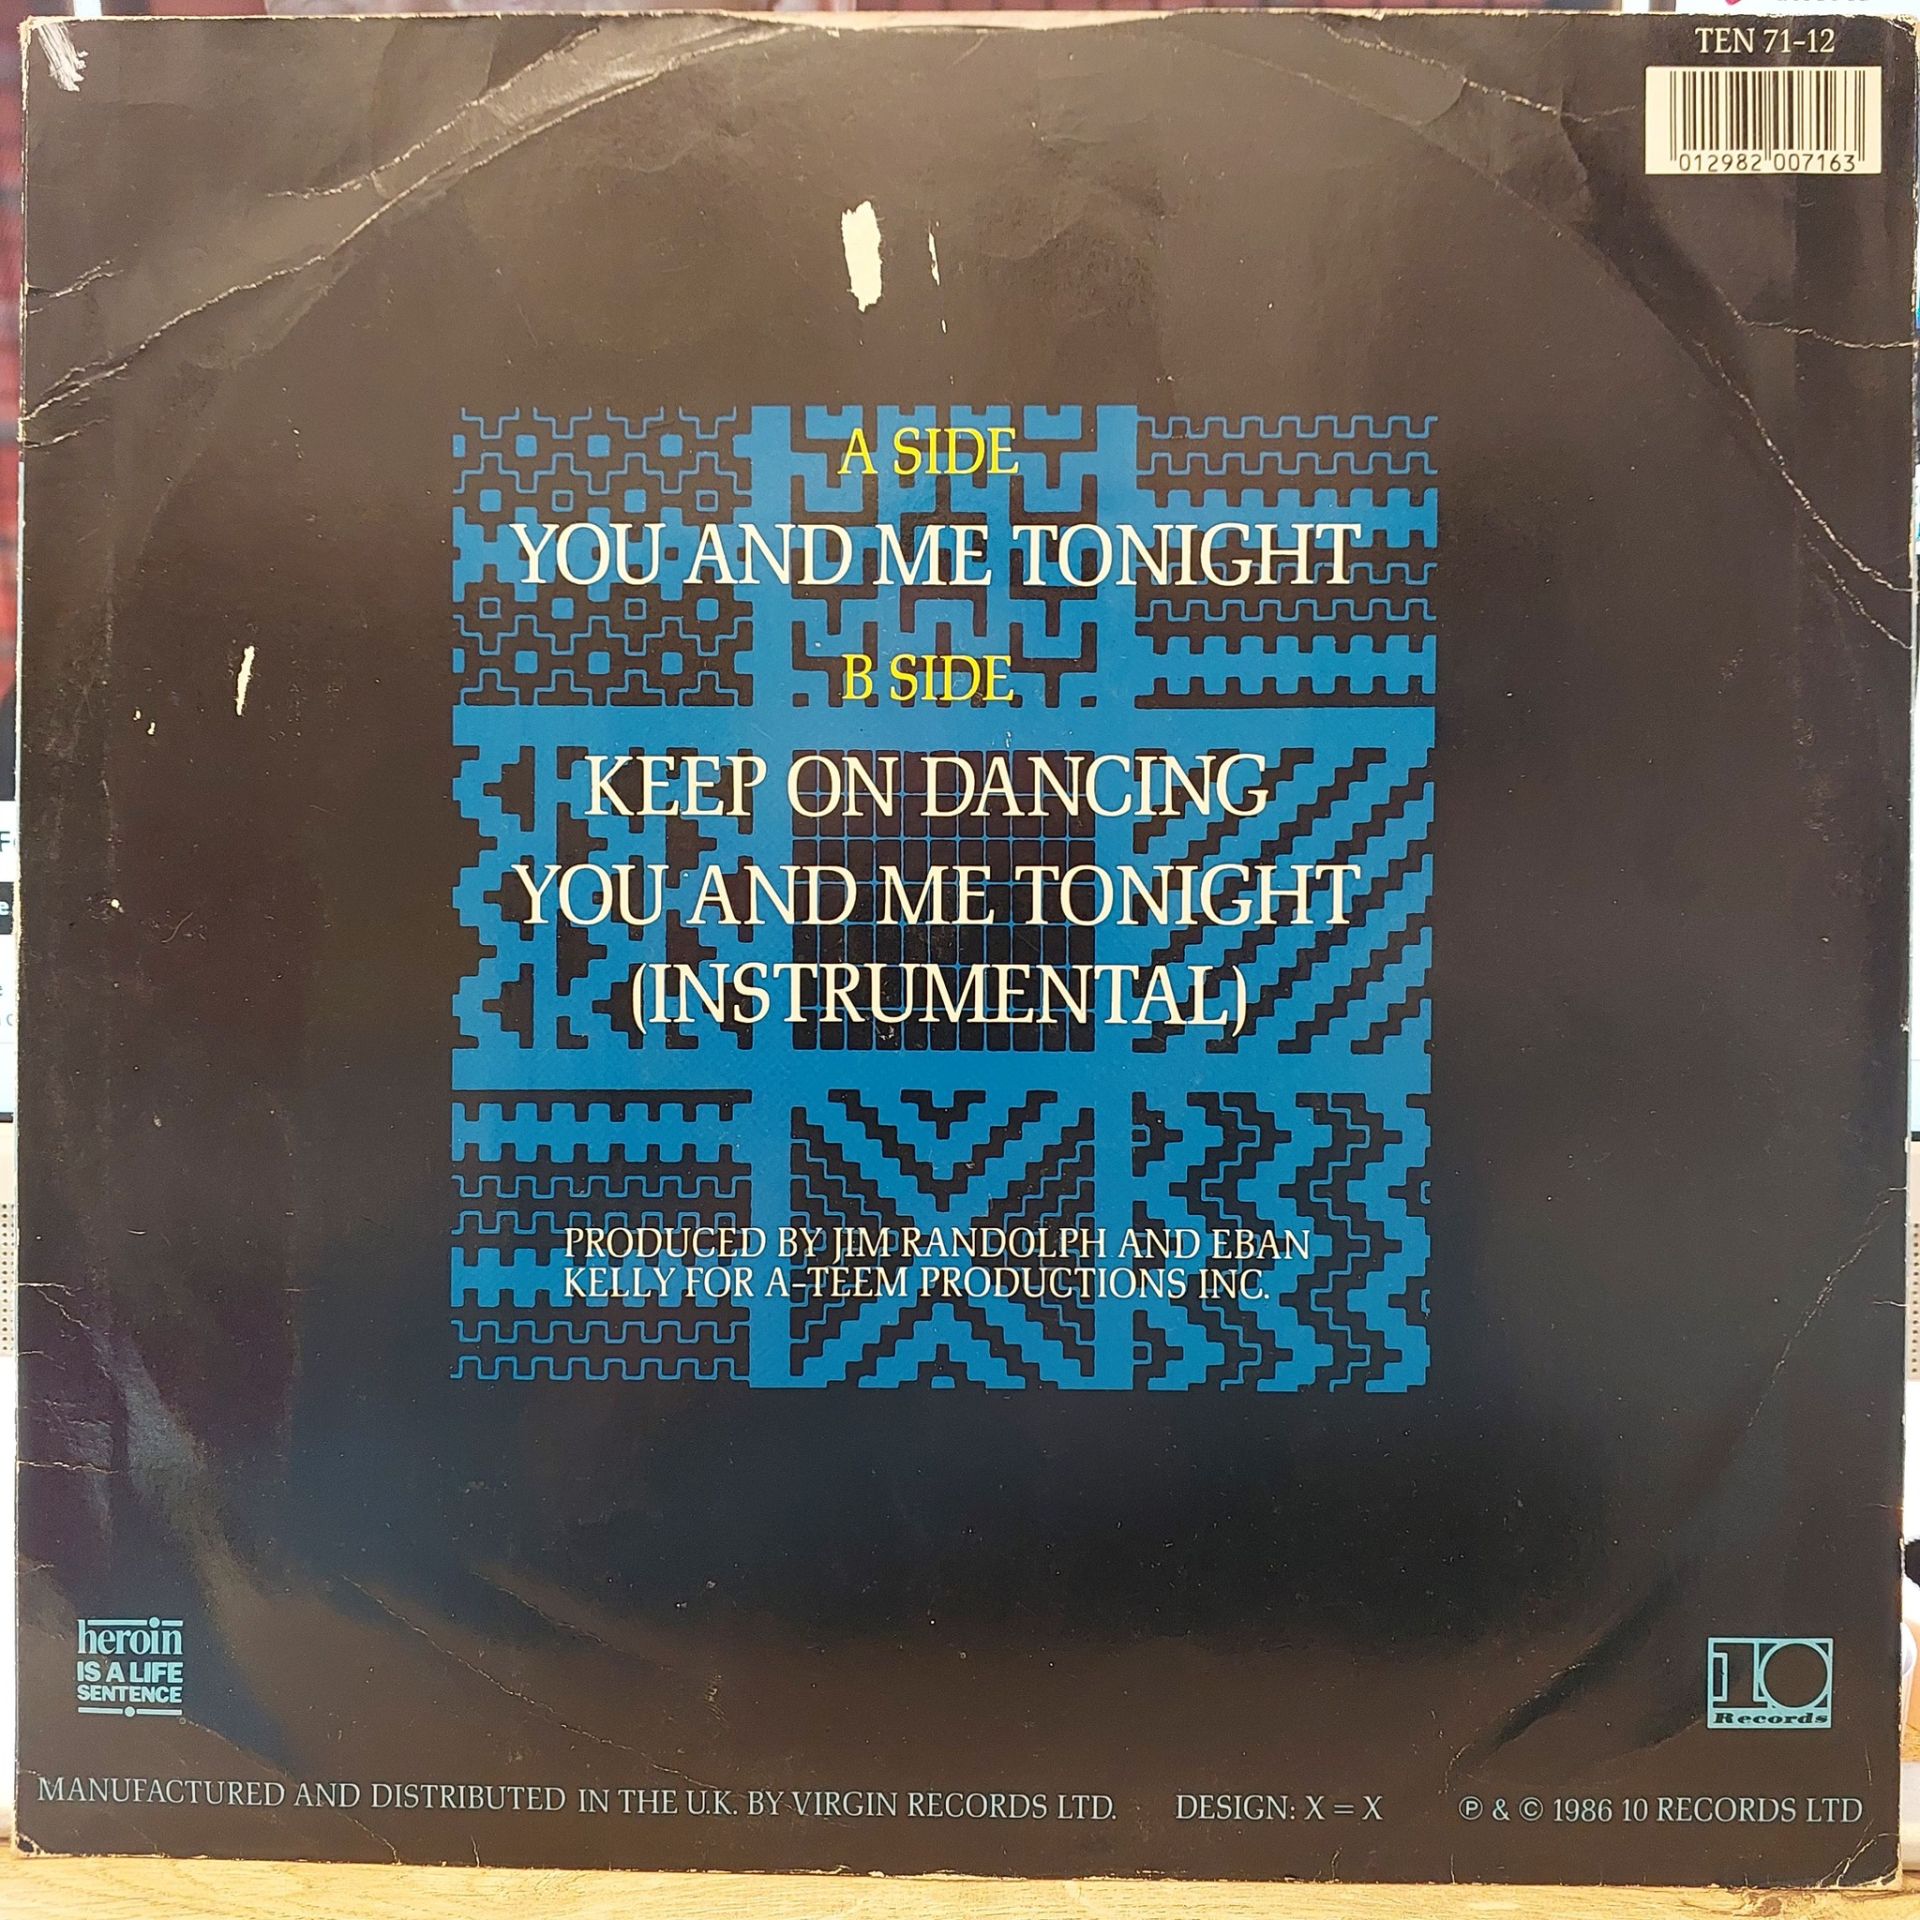 TEN 71-12
012982 007163
A SIDE
YOU AND ME TONIGHT
B SIDE
KEEP ON DANCING
YOU AND ME TONIGHT
(INSTRUMENTAL)
PRODUCED BY JIM RANDOLPH AND EBAN
KELLY FOR A-TEEM PRODUCTIONS INC.
heroin
IS A LIFE
SENTENCE
10
Records
MANUFACTURED AND DISTRIBUTED IN THE U.K. BY VIRGIN RECORDS LTD. DESIGN: X = X ℗ & © 1986 10 RECORDS LTD